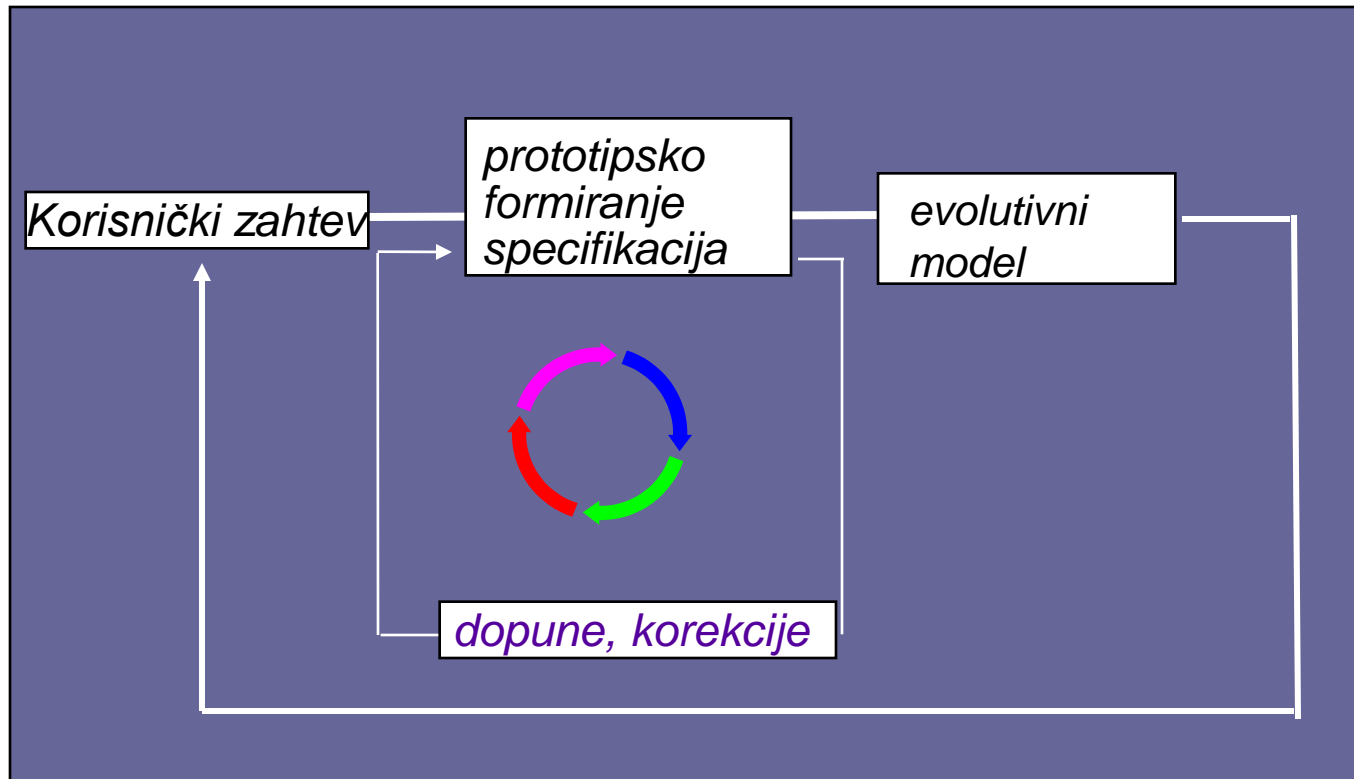 Korisnički zahtev
prototipsko
formiranje
specifikacija
evolutivni
model
dopune, korekcije